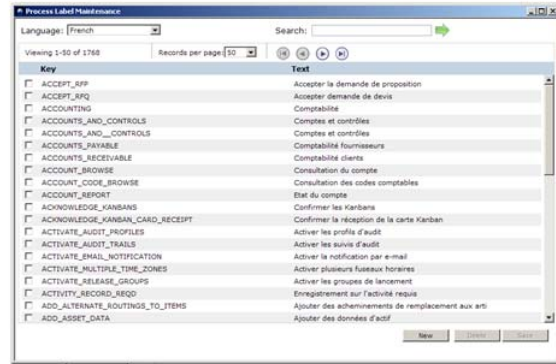 Process Label Maintenance
Language: French Search:
Viewing 1-50 of 1768 Records per page: 50
Key Text
ACCEPT_RFP Accepter la demande de proposition
ACCEPT_RFQ Accepter demande de devis
ACCOUNTING Comptabilité
ACCOUNTS_AND_CONTROLS Comptes et contrôles
ACCOUNTS_AND__CONTROLS Comptes et contrôles
ACCOUNTS_PAYABLE Comptabilité fournisseurs
ACCOUNTS_RECEIVABLE Comptabilité clients
ACCOUNT_BROWSE Consultation du compte
ACCOUNT_CODE_BROWSE Consultation des codes comptables
ACCOUNT_REPORT Etat du compte
ACKNOWLEDGE_KANBANS Confirmer les Kanbans
ACKNOWLEDGE_KANBAN_CARD_RECEIPT Confirmer la réception de la carte Kanban
ACTIVATE_AUDIT_PROFILES Activer les profils d'audit
ACTIVATE_AUDIT_TRAILS Activer les suivis d'audit
ACTIVATE_EMAIL_NOTIFICATION Activer la notification par e-mail
ACTIVATE_MULTIPLE_TIME_ZONES Activer plusieurs fuseaux horaires
ACTIVATE_RELEASE_GROUPS Activer les groupes de lancement
ACTIVITY_RECORD_REQD Enregistrement sur l'activité requis
ADD_ALTERNATE_ROUTINGS_TO_ITEMS Ajouter des acheminements de remplacement aux arti
ADD_ASSET_DATA Ajouter des données d'actif
New Delete Save